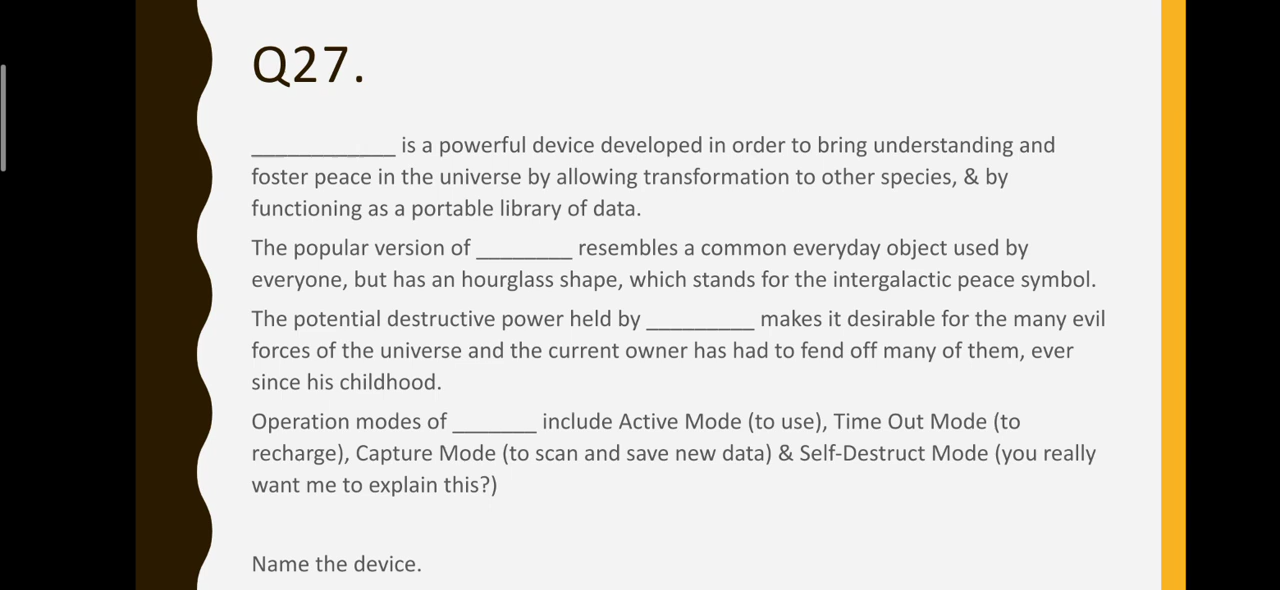 Q27.
____________ is a powerful device developed in order to bring understanding and
foster peace in the universe by allowing transformation to other species, & by
functioning as a portable library of data.
The popular version of ________ resembles a common everyday object used by
everyone, but has an hourglass shape, which stands for the intergalactic peace symbol.
The potential destructive power held by _________ makes it desirable for the many evil
forces of the universe and the current owner has had to fend off many of them, ever
since his childhood.
Operation modes of _______ include Active Mode (to use), Time Out Mode (to
recharge), Capture Mode (to scan and save new data) & Self-Destruct Mode (you really
want me to explain this?)
Name the device.